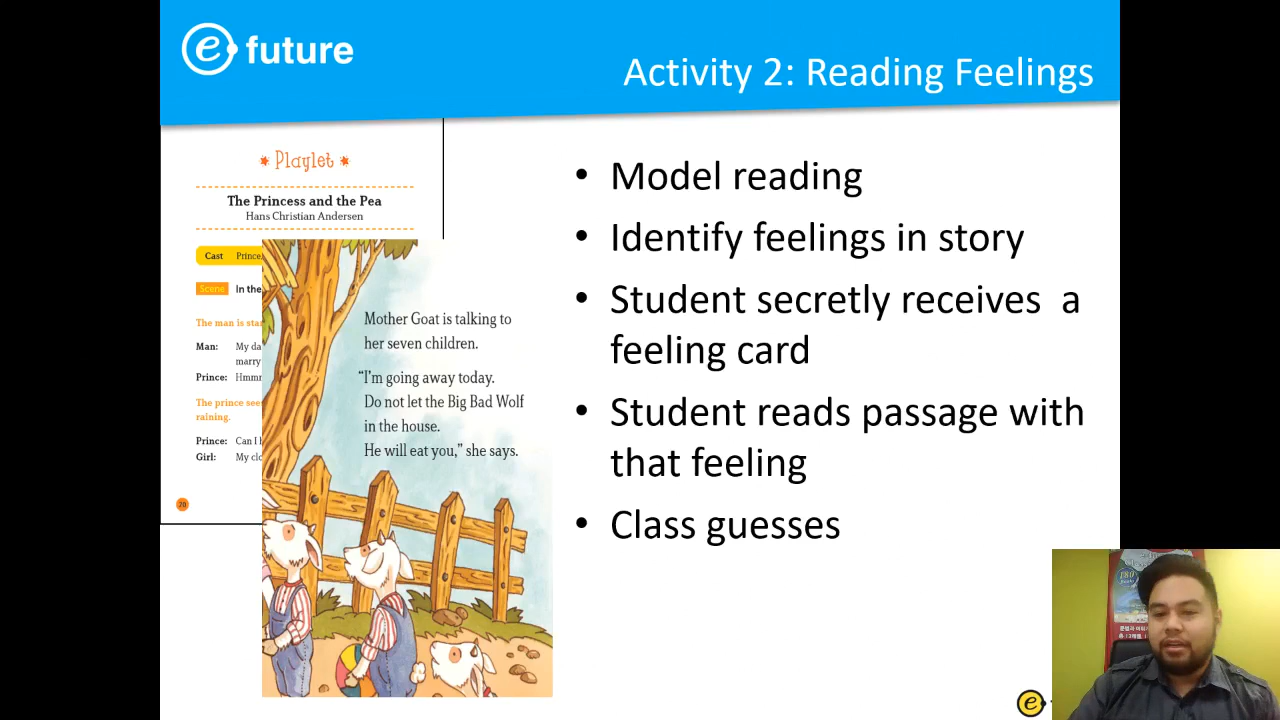 e future
Activity 2: Reading Feelings
Playlet
The Princess and the Pea
Hans Christian Andersen
Cast Prince,
Scene In the
The man is star
Man: My da
marry
Prince: Hmmm
The prince sees
raining.
Prince: Can I h
Girl: My clo
20
Mother Goat is talking to
her seven children.
“I’m going away today.
Do not let the Big Bad Wolf
in the house.
He will eat you,” she says.
• Model reading
• Identify feelings in story
• Student secretly receives a
feeling card
• Student reads passage with
that feeling
• Class guesses
e